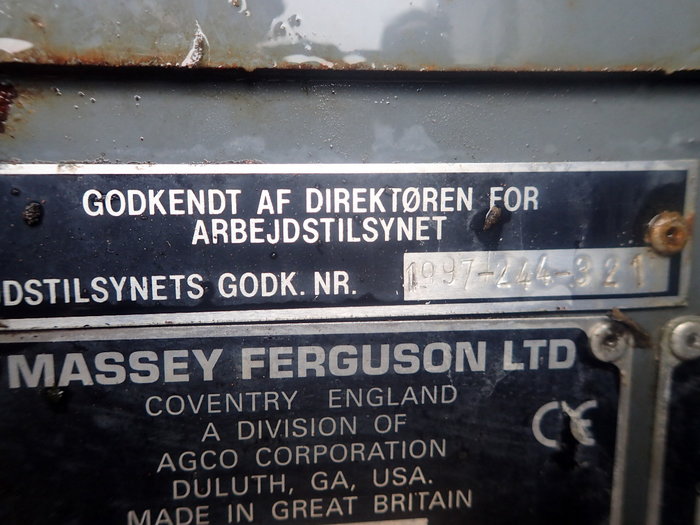 GODKENDT AF DIREKTØREN FOR
ARBEJDSTILSYNET
JDSTILSYNETS GODK. NR. 1997-244-321
MASSEY FERGUSON LTD
COVENTRY ENGLAND
A DIVISION OF
AGCO CORPORATION
DULUTH, GA, USA.
MADE IN GREAT BRITAIN
CE